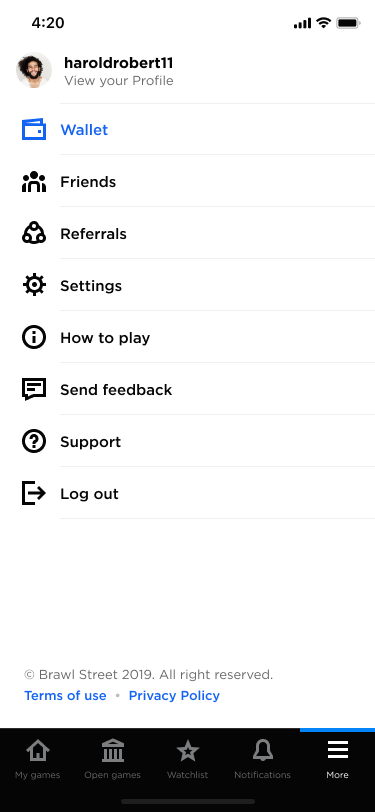 4:20
haroldrobert11
View your Profile
Wallet
Friends
Referrals
Settings
How to play
Send feedback
Support
Log out
© Brawl Street 2019. All right reserved.
Terms of use • Privacy Policy
My games Open games Watchlist Notifications More